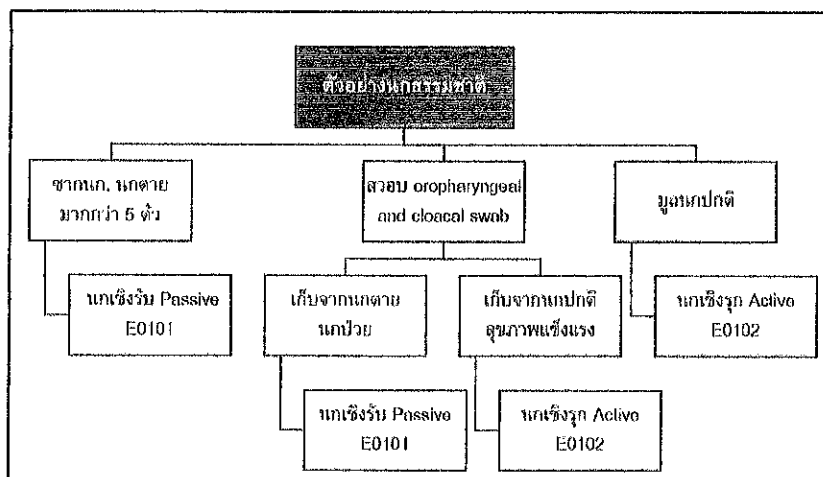 ตัวอย่างนกธรรมชาติ
ซากนก, นกตาย
มากกว่า 5 ตัว
สวอบ oropharyngeal
and cloacal swab
มูลนกปกติ
นกเชิงรับ Passive
E0101
เก็บจากนกตาย
นกป่วย
เก็บจากนกปกติ
สุขภาพแข็งแรง
นกเชิงรุก Active
E0102
นกเชิงรับ Passive
E0101
นกเชิงรุก Active
E0102